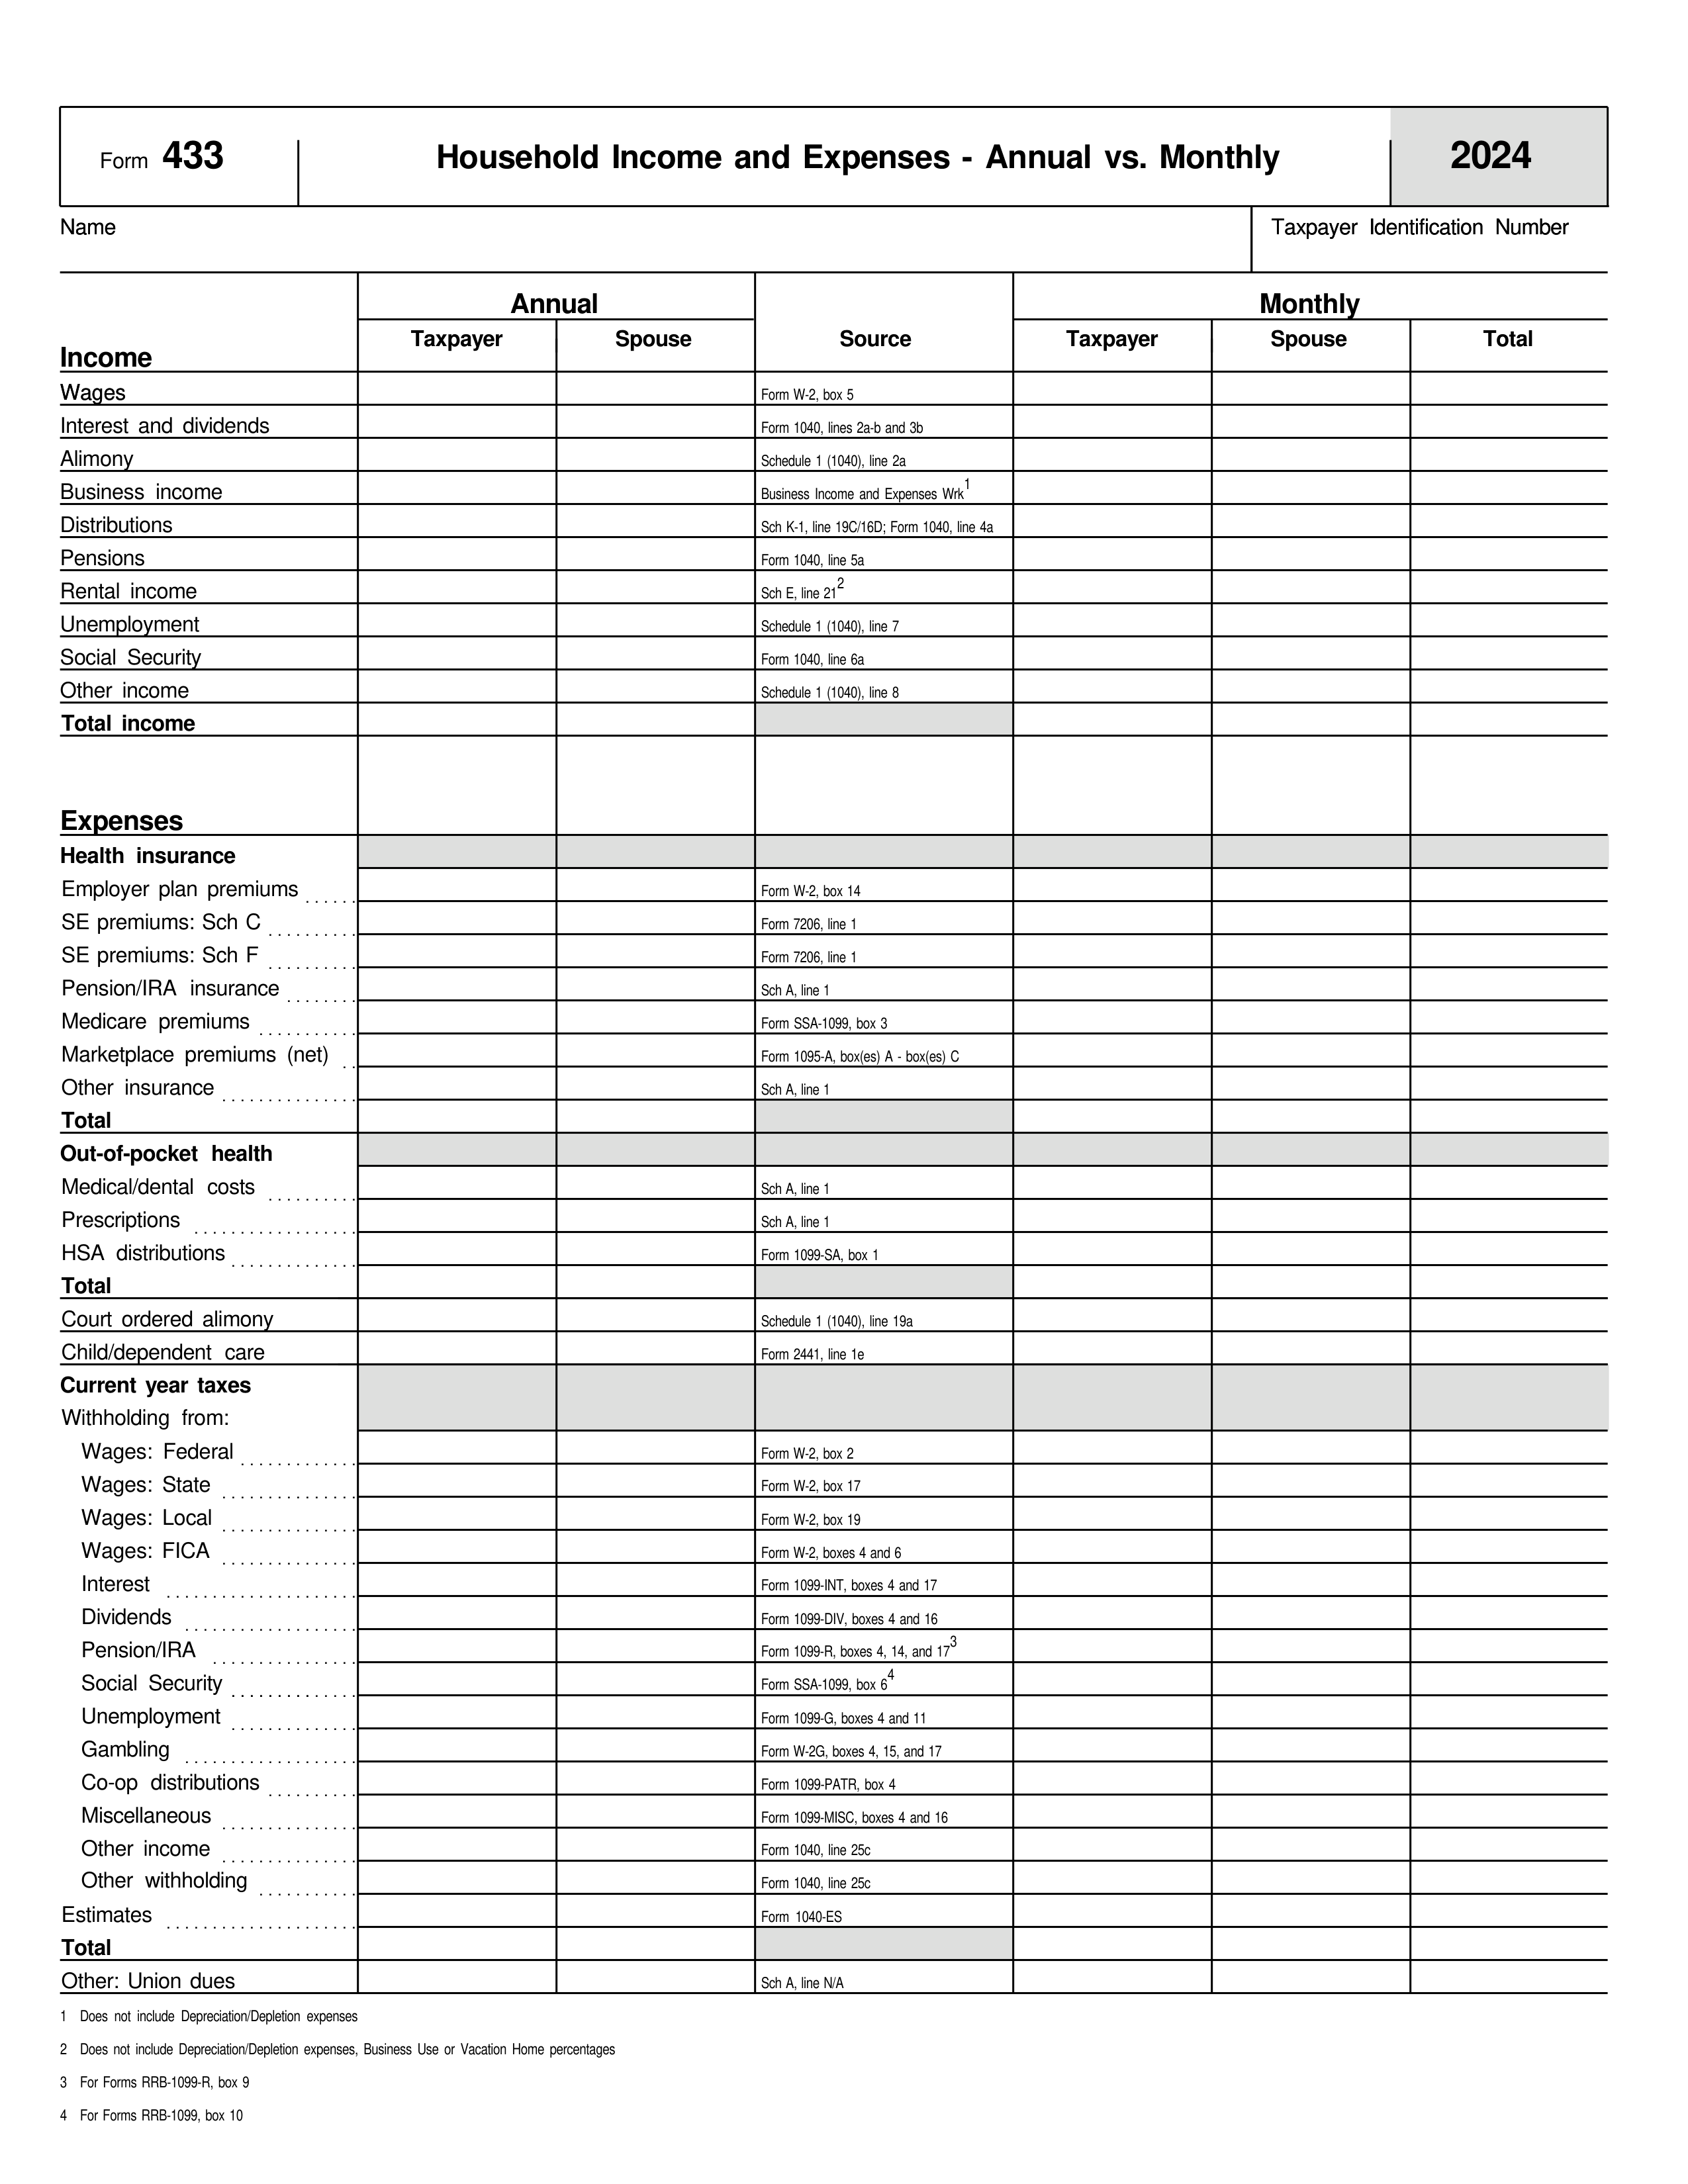 Form 433 Household Income and Expenses - Annual vs. Monthly 2024
Name Taxpayer Identification Number
Annual Monthly
Income Taxpayer Spouse Source Taxpayer Spouse Total
Wages Form W-2, box 5
Interest and dividends Form 1040, lines 2a-b and 3b
Alimony Schedule 1 (1040), line 2a
Business income Business Income and Expenses Wrk1
Distributions Sch K-1, line 19C/16D; Form 1040, line 4a
Pensions Form 1040, line 5a
Rental income Sch E, line 21 2
Unemployment Schedule 1 (1040), line 7
Social Security Form 1040, line 6a
Other income Schedule 1 (1040), line 8
Total income
Expenses
Health insurance
Employer plan premiums ...... Form W-2, box 14
SE premiums: Sch C .......... Form 7206, line 1
SE premiums: Sch F .......... Form 7206, line 1
Pension/IRA insurance ........ Sch A, line 1
Medicare premiums ........... Form SSA-1099, box 3
Marketplace premiums (net) .. Form 1095-A, box(es) A - box(es) C
Other insurance ............... Sch A, line 1
Total
Out-of-pocket health
Medical/dental costs .......... Sch A, line 1
Prescriptions .................. Sch A, line 1
HSA distributions .............. Form 1099-SA, box 1
Total
Court ordered alimony Schedule 1 (1040), line 19a
Child/dependent care Form 2441, line 1e
Current year taxes
Withholding from:
Wages: Federal ............. Form W-2, box 2
Wages: State ............... Form W-2, box 17
Wages: Local ............... Form W-2, box 19
Wages: FICA ............... Form W-2, boxes 4 and 6
Interest ..................... Form 1099-INT, boxes 4 and 17
Dividends ................... Form 1099-DIV, boxes 4 and 16
Pension/IRA ................ Form 1099-R, boxes 4, 14, and 17 3
Social Security .............. Form SSA-1099, box 6 4
Unemployment .............. Form 1099-G, boxes 4 and 11
Gambling ................... Form W-2G, boxes 4, 15, and 17
Co-op distributions .......... Form 1099-PATR, box 4
Miscellaneous ............... Form 1099-MISC, boxes 4 and 16
Other income ............... Form 1040, line 25c
Other withholding ........... Form 1040, line 25c
Estimates ..................... Form 1040-ES
Total
Other: Union dues Sch A, line N/A
1 Does not include Depreciation/Depletion expenses
2 Does not include Depreciation/Depletion expenses, Business Use or Vacation Home percentages
3 For Forms RRB-1099-R, box 9
4 For Forms RRB-1099, box 10